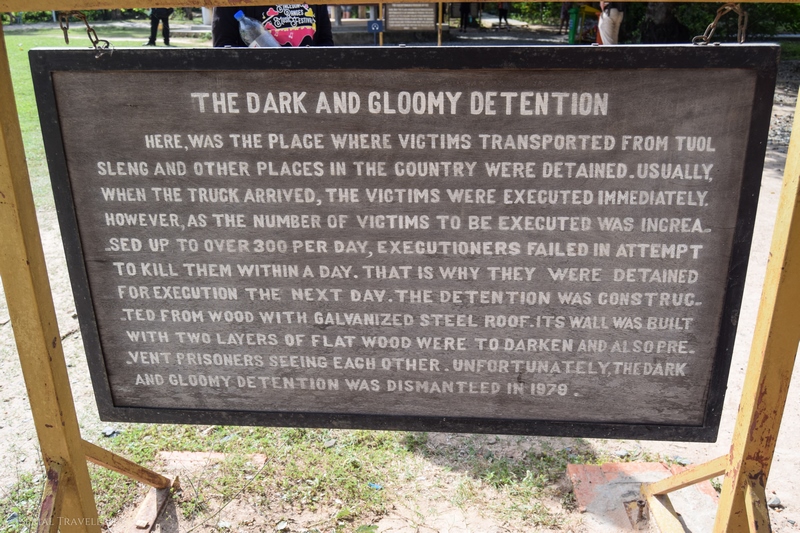 THE DARK AND GLOOMY DETENTION
HERE, WAS THE PLACE WHERE VICTIMS TRANSPORTED FROM TUOL
SLENG AND OTHER PLACES IN THE COUNTRY WERE DETAINED. USUALLY,
WHEN THE TRUCK ARRIVED, THE VICTIMS WERE EXECUTED IMMEDIATELY.
HOWEVER, AS THE NUMBER OF VICTIMS TO BE EXECUTED WAS INCREA-
-SED UP TO OVER 300 PER DAY, EXECUTIONERS FAILED IN ATTEMPT
TO KILL THEM WITHIN A DAY. THAT IS WHY THEY WERE DETAINED
FOR EXECUTION THE NEXT DAY. THE DETENTION WAS CONSTRUC-
-TED FROM WOOD WITH GALVANIZED STEEL ROOF. ITS WALL WAS BUILT
WITH TWO LAYERS OF FLAT WOOD WERE TO DARKEN AND ALSO PRE-
-VENT PRISONERS SEEING EACH OTHER. UNFORTUNATELY, THE DARK
AND GLOOMY DETENTION WAS DISMANTLED IN 1979.